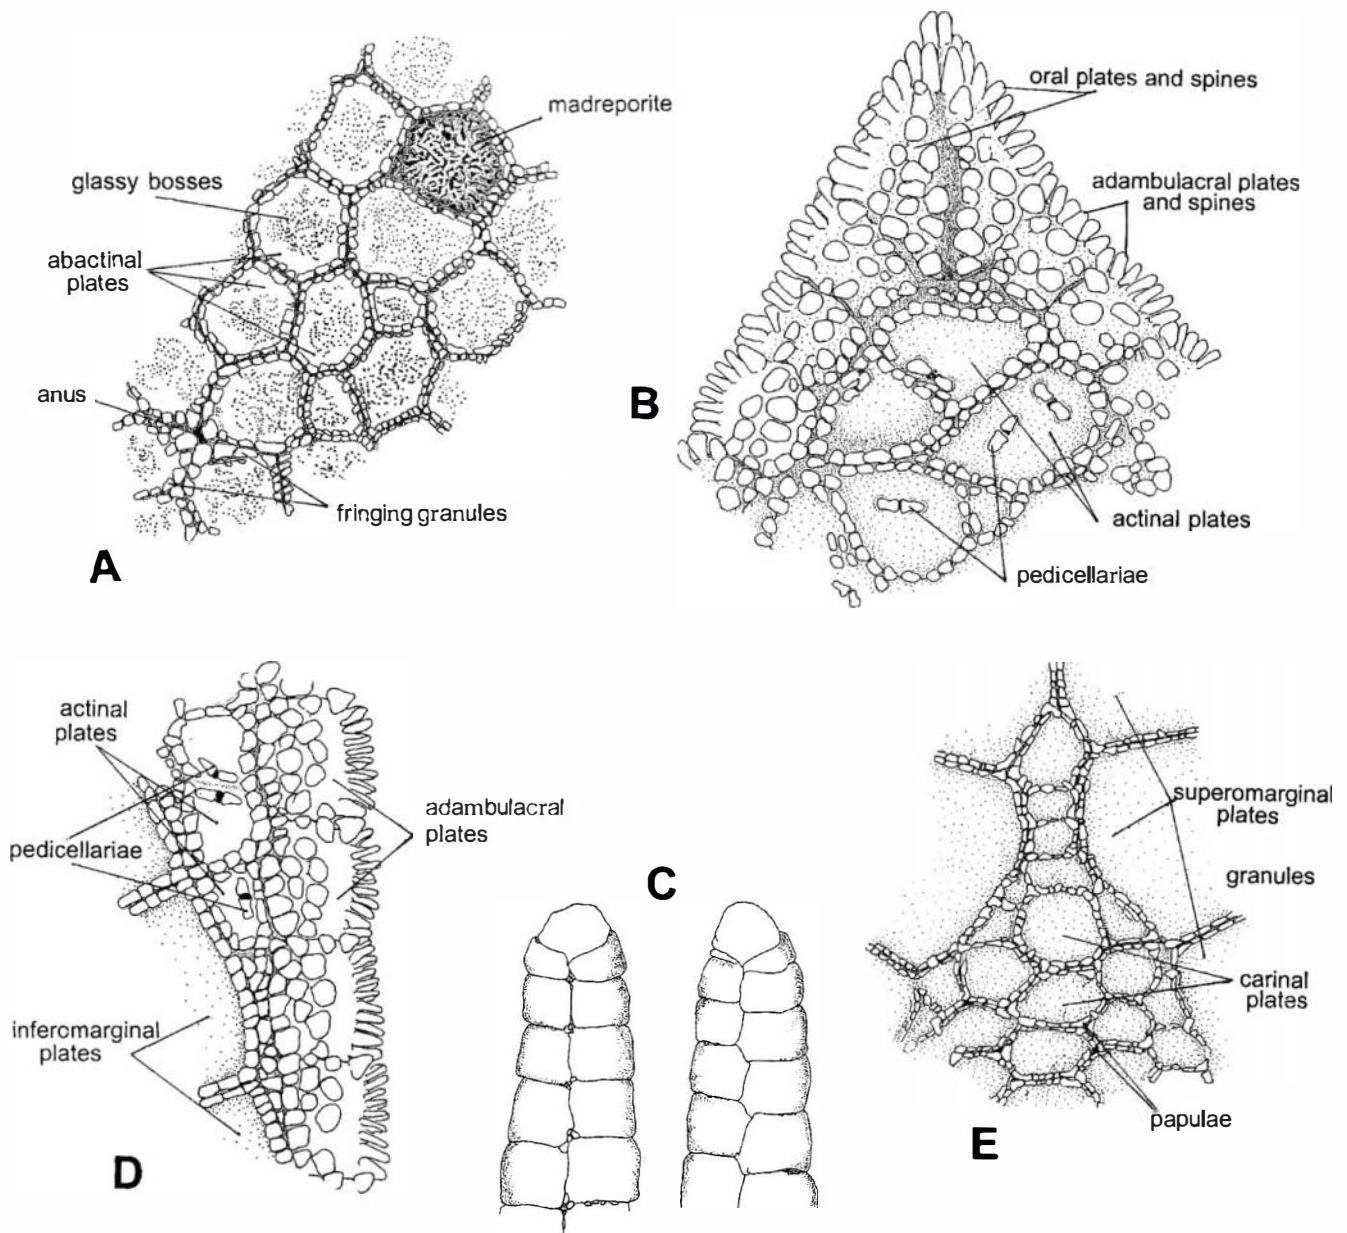 madreporite
glassy bosses
abactinal
plates
anus
fringing granules
A
oral plates and spines
adambulacral plates
and spines
B
actinal plates
pedicellariae
actinal
plates
pedicellariae
adambulacral
plates
inferomarginal
plates
D
C
superomarginal
plates
granules
carinal
plates
papulae
E